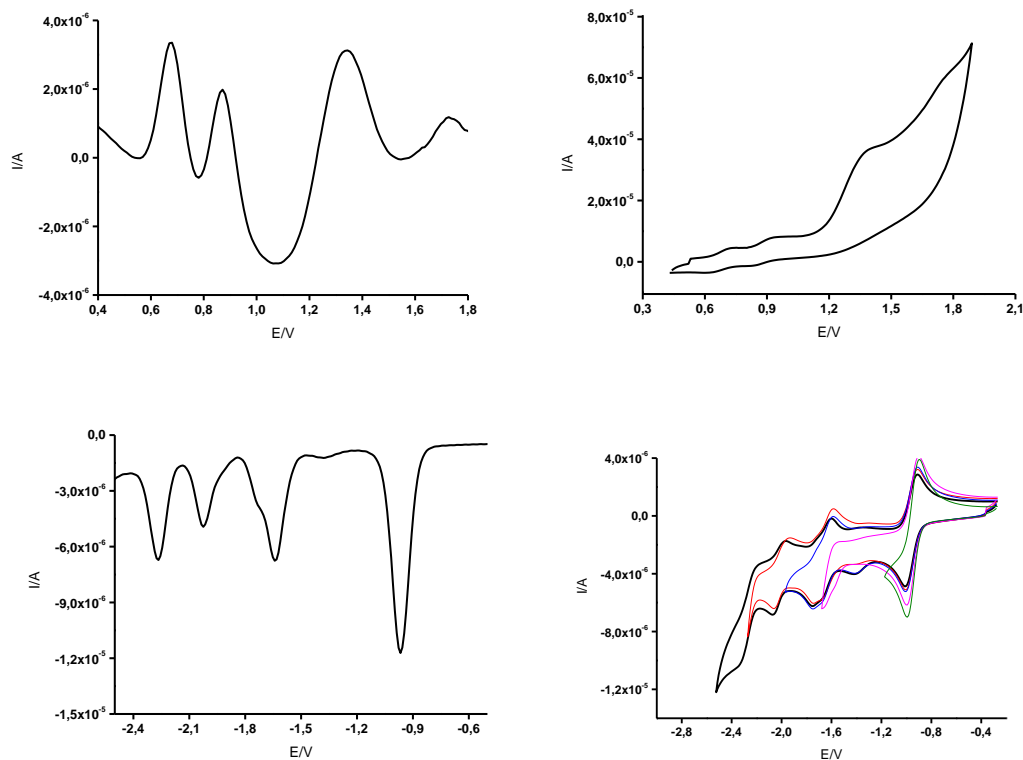 4,0x10⁻⁶
2,0x10⁻⁶
0,0
-2,0x10⁻⁶
-4,0x10⁻⁶
I/A
0,4 0,6 0,8 1,0 1,2 1,4 1,6 1,8
E/V
8,0x10⁻⁵
6,0x10⁻⁵
4,0x10⁻⁵
2,0x10⁻⁵
0,0
I/A
0,3 0,6 0,9 1,2 1,5 1,8 2,1
E/V
0,0
-3,0x10⁻⁶
-6,0x10⁻⁶
-9,0x10⁻⁶
-1,2x10⁻⁵
-1,5x10⁻⁵
I/A
-2,4 -2,1 -1,8 -1,5 -1,2 -0,9 -0,6
E/V
4,0x10⁻⁶
0,0
-4,0x10⁻⁶
-8,0x10⁻⁶
-1,2x10⁻⁵
I/A
-2,8 -2,4 -2,0 -1,6 -1,2 -0,8 -0,4
E/V